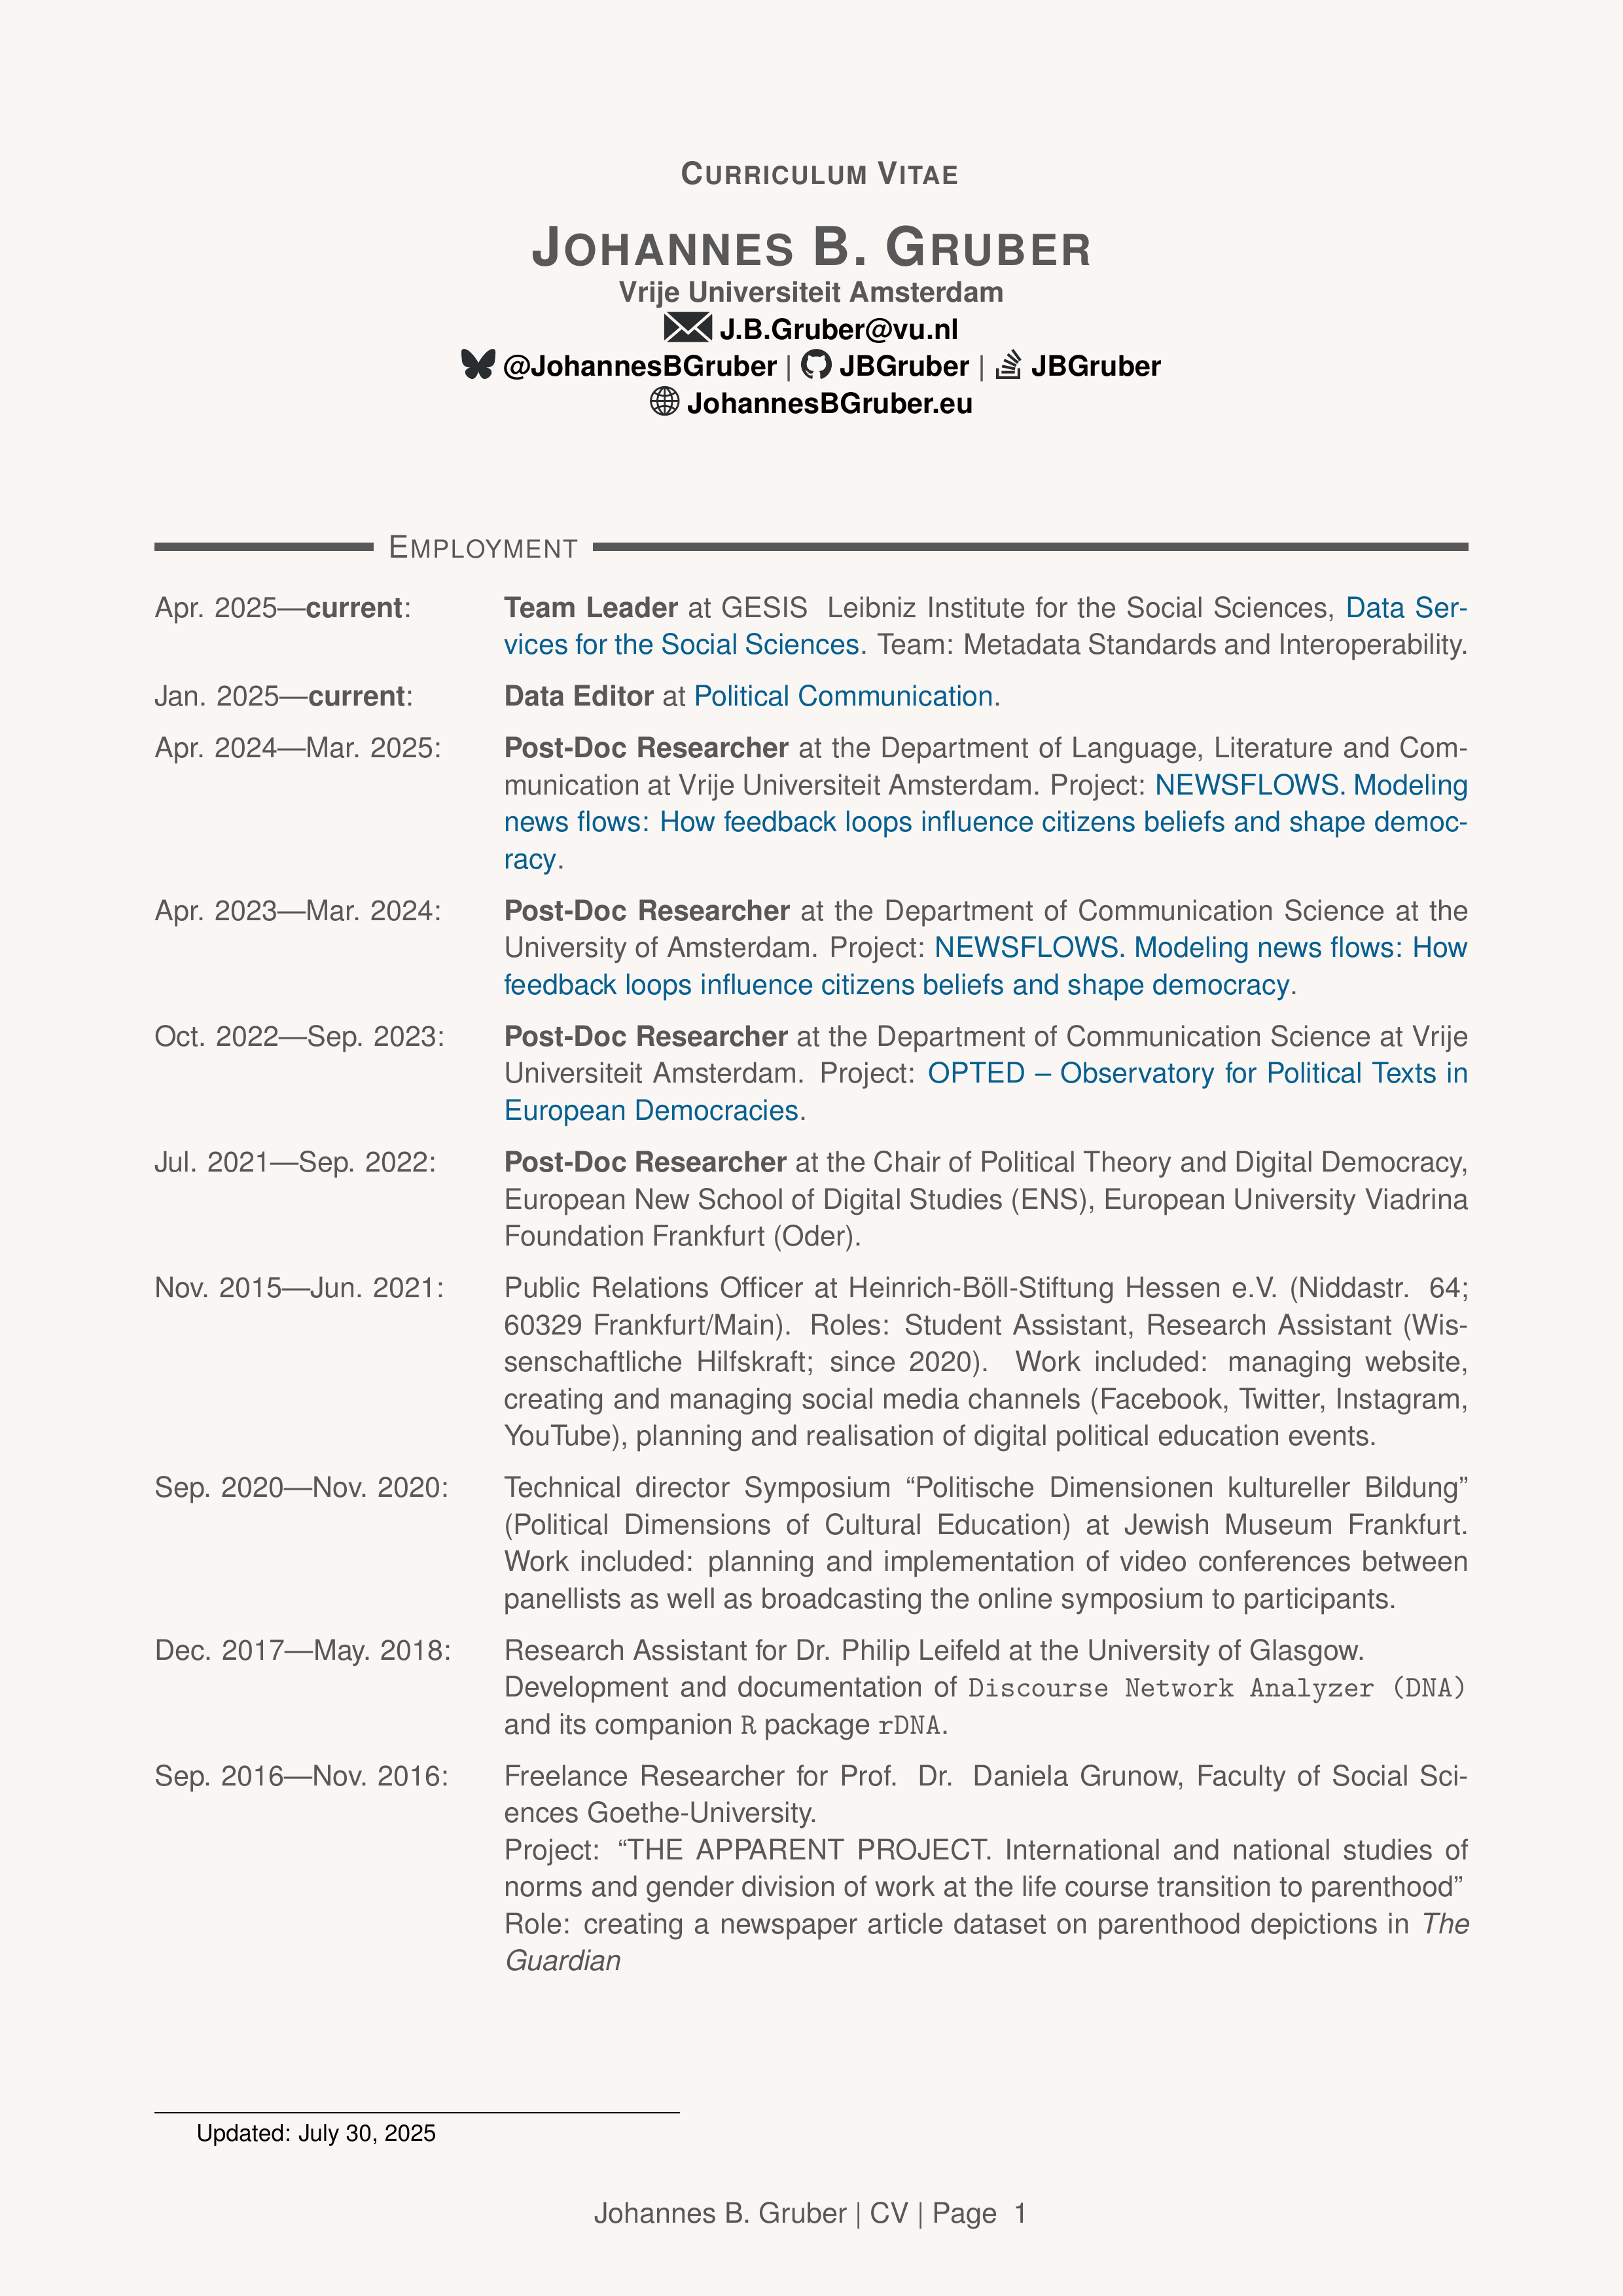 CURRICULUM VITAE
JOHANNES B. GRUBER
Vrije Universiteit Amsterdam
J.B.Gruber@vu.nl
@JohannesBGruber | JBGruber | JBGruber
JohannesBGruber.eu
EMPLOYMENT
Apr. 2025—current: Team Leader at GESIS Leibniz Institute for the Social Sciences, Data Ser-
vices for the Social Sciences. Team: Metadata Standards and Interoperability.
Jan. 2025—current: Data Editor at Political Communication.
Apr. 2024—Mar. 2025: Post-Doc Researcher at the Department of Language, Literature and Com-
munication at Vrije Universiteit Amsterdam. Project: NEWSFLOWS. Modeling
news flows: How feedback loops influence citizens beliefs and shape democ-
racy.
Apr. 2023—Mar. 2024: Post-Doc Researcher at the Department of Communication Science at the
University of Amsterdam. Project: NEWSFLOWS. Modeling news flows: How
feedback loops influence citizens beliefs and shape democracy.
Oct. 2022—Sep. 2023: Post-Doc Researcher at the Department of Communication Science at Vrije
Universiteit Amsterdam. Project: OPTED – Observatory for Political Texts in
European Democracies.
Jul. 2021—Sep. 2022: Post-Doc Researcher at the Chair of Political Theory and Digital Democracy,
European New School of Digital Studies (ENS), European University Viadrina
Foundation Frankfurt (Oder).
Nov. 2015—Jun. 2021: Public Relations Officer at Heinrich-Böll-Stiftung Hessen e.V. (Niddastr. 64;
60329 Frankfurt/Main). Roles: Student Assistant, Research Assistant (Wis-
senschaftliche Hilfskraft; since 2020). Work included: managing website,
creating and managing social media channels (Facebook, Twitter, Instagram,
YouTube), planning and realisation of digital political education events.
Sep. 2020—Nov. 2020: Technical director Symposium “Politische Dimensionen kultureller Bildung”
(Political Dimensions of Cultural Education) at Jewish Museum Frankfurt.
Work included: planning and implementation of video conferences between
panellists as well as broadcasting the online symposium to participants.
Dec. 2017—May. 2018: Research Assistant for Dr. Philip Leifeld at the University of Glasgow.
Development and documentation of Discourse Network Analyzer (DNA)
and its companion R package rDNA.
Sep. 2016—Nov. 2016: Freelance Researcher for Prof. Dr. Daniela Grunow, Faculty of Social Sci-
ences Goethe-University.
Project: “THE APPARENT PROJECT. International and national studies of
norms and gender division of work at the life course transition to parenthood”
Role: creating a newspaper article dataset on parenthood depictions in The
Guardian
Updated: July 30, 2025
Johannes B. Gruber | CV | Page 1